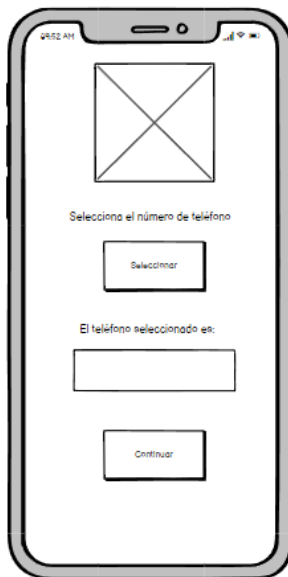 09:52 AM
Selecciona el número de teléfono
Seleccionar
El teléfono seleccionado es:
Continuar